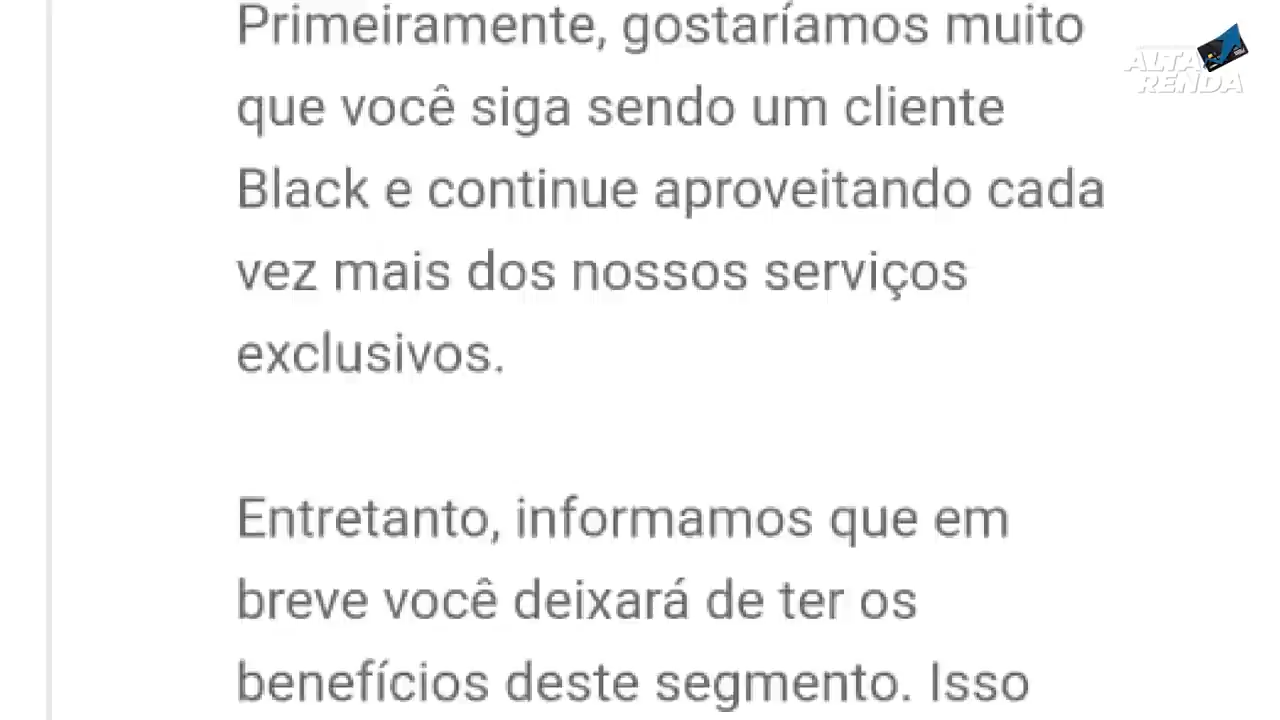 Primeiramente, gostaríamos muito
que você siga sendo um cliente
Black e continue aproveitando cada
vez mais dos nossos serviços
exclusivos.
Entretanto, informamos que em
breve você deixará de ter os
benefícios deste segmento. Isso
ALTA
RENDA